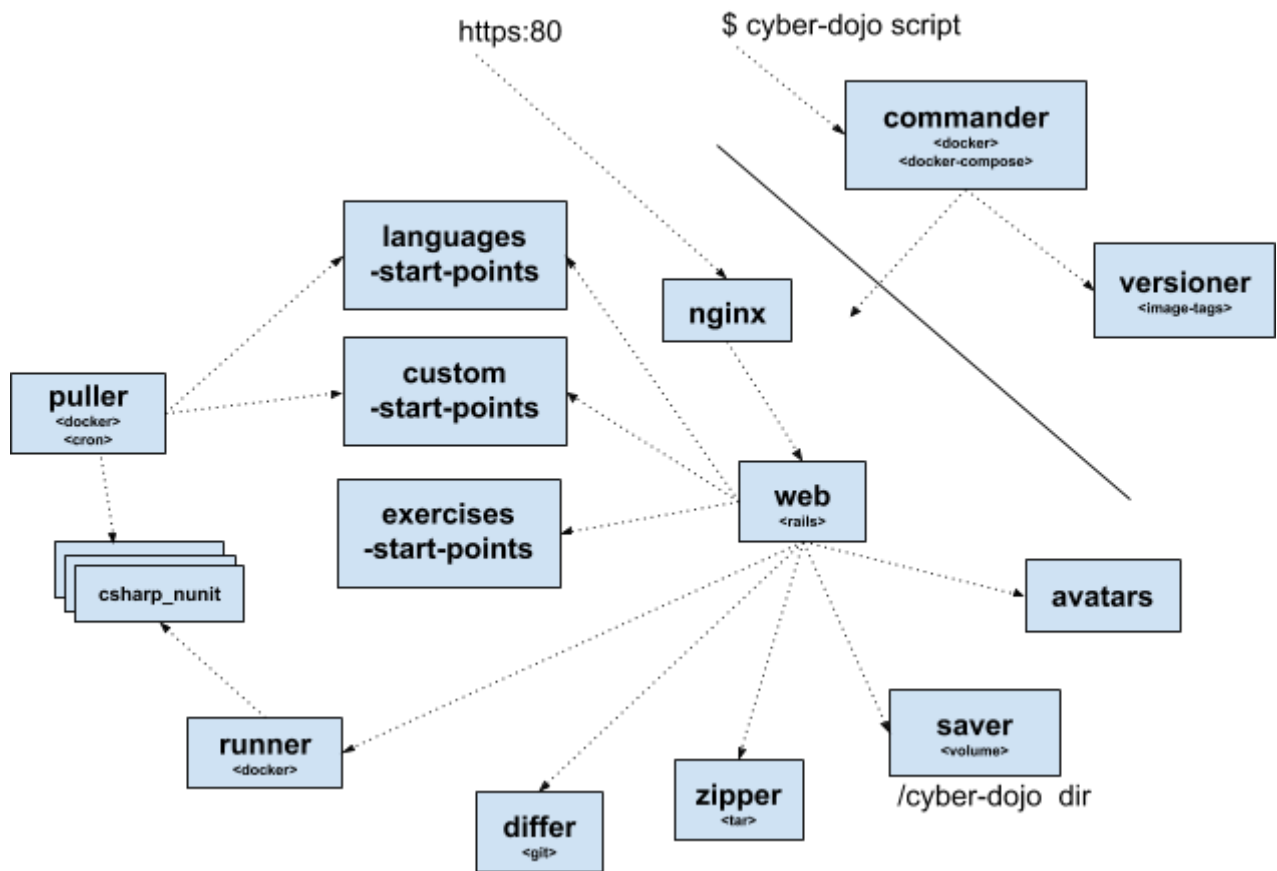 https:80
$ cyber-dojo script
commander
<docker>
<docker-compose>
languages
-start-points
versioner
<image-tags>
nginx
custom
-start-points
puller
<docker>
<cron>
web
<rails>
exercises
-start-points
csharp_nunit
avatars
runner
<docker>
saver
<volume>
/cyber-dojo dir
zipper
<tar>
differ
<git>